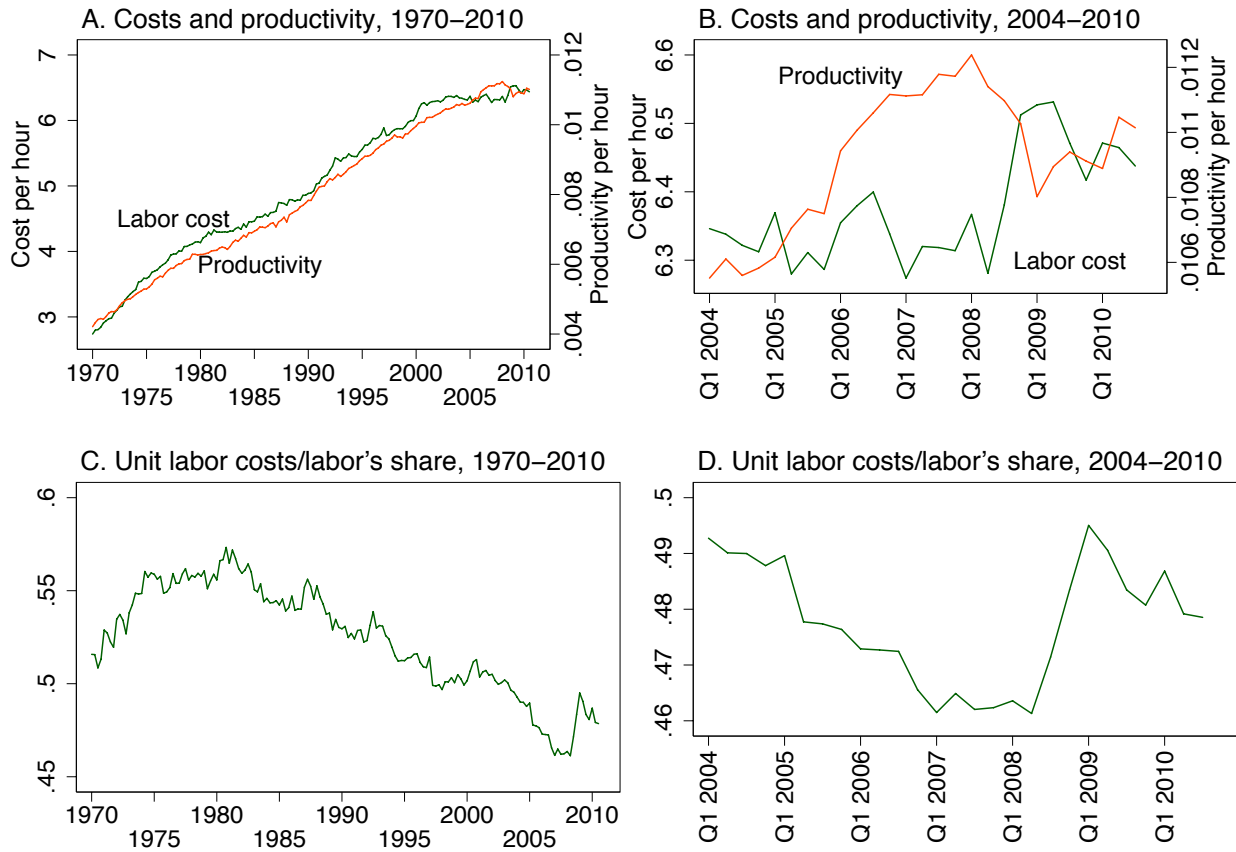 A. Costs and productivity, 1970–2010
Cost per hour
7
6
5
4
3
Labor cost
Productivity
.012
.01
.008
.006
.004
Productivity per hour
1970 1980 1990 2000 2010
1975 1985 1995 2005
B. Costs and productivity, 2004–2010
Cost per hour
6.6
6.5
6.4
6.3
Productivity
Labor cost
.0112
.011
.0108
.0106
Productivity per hour
Q1 2004
Q1 2005
Q1 2006
Q1 2007
Q1 2008
Q1 2009
Q1 2010
C. Unit labor costs/labor’s share, 1970–2010
.6
.55
.5
.45
1970 1980 1990 2000 2010
1975 1985 1995 2005
D. Unit labor costs/labor’s share, 2004–2010
.5
.49
.48
.47
.46
Q1 2004
Q1 2005
Q1 2006
Q1 2007
Q1 2008
Q1 2009
Q1 2010